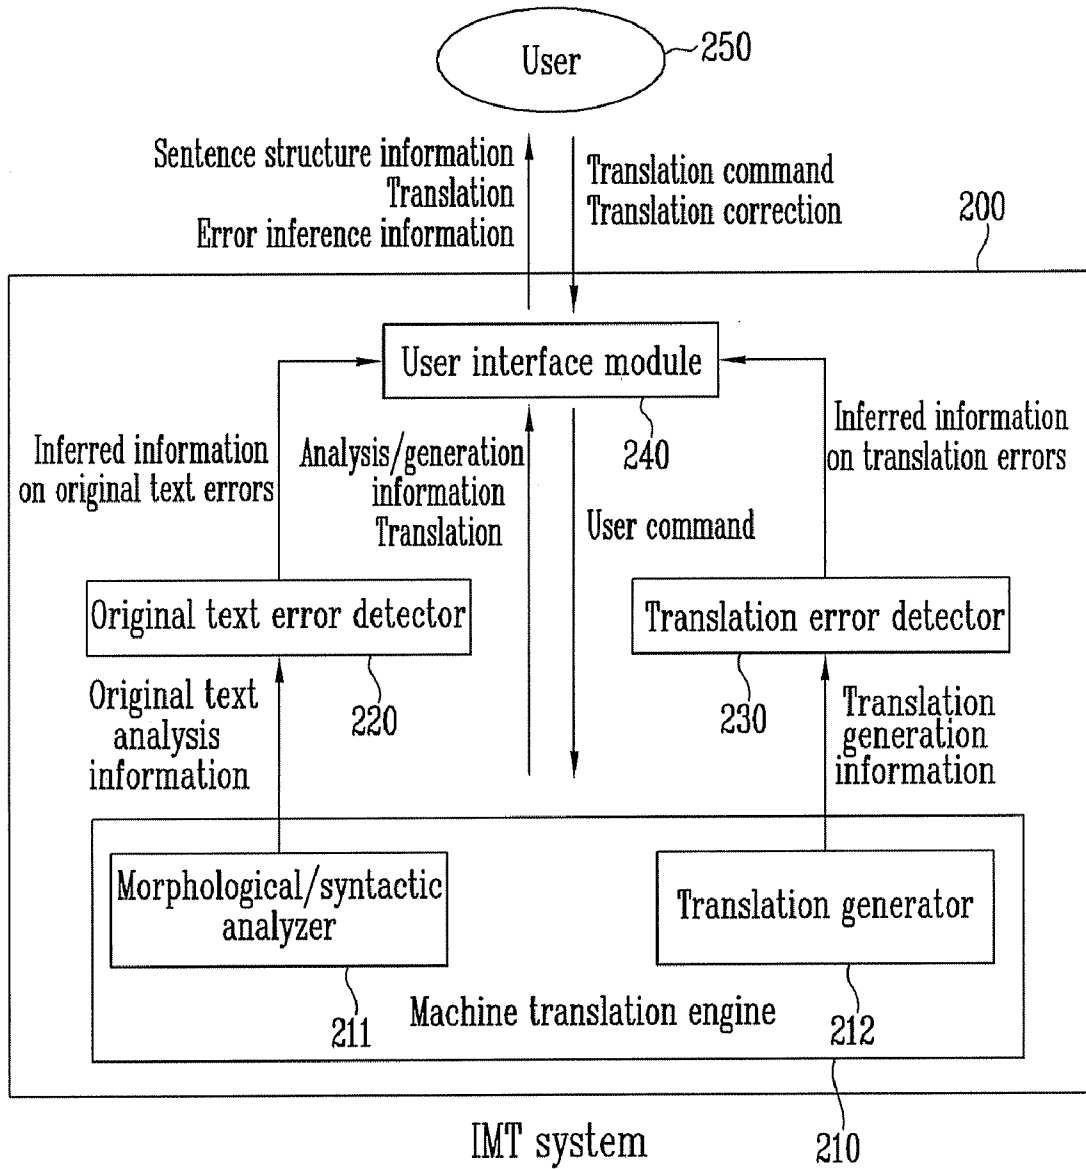 User
250
Sentence structure information
Translation
Error inference information
Translation command
Translation correction
200
User interface module
240
Inferred information
on original text errors
Analysis/generation
information
Translation
User command
Inferred information
on translation errors
Original text error detector
220
Translation error detector
230
Original text
analysis
information
Translation
generation
information
Morphological/syntactic
analyzer
211
Translation generator
212
Machine translation engine
210
IMT system